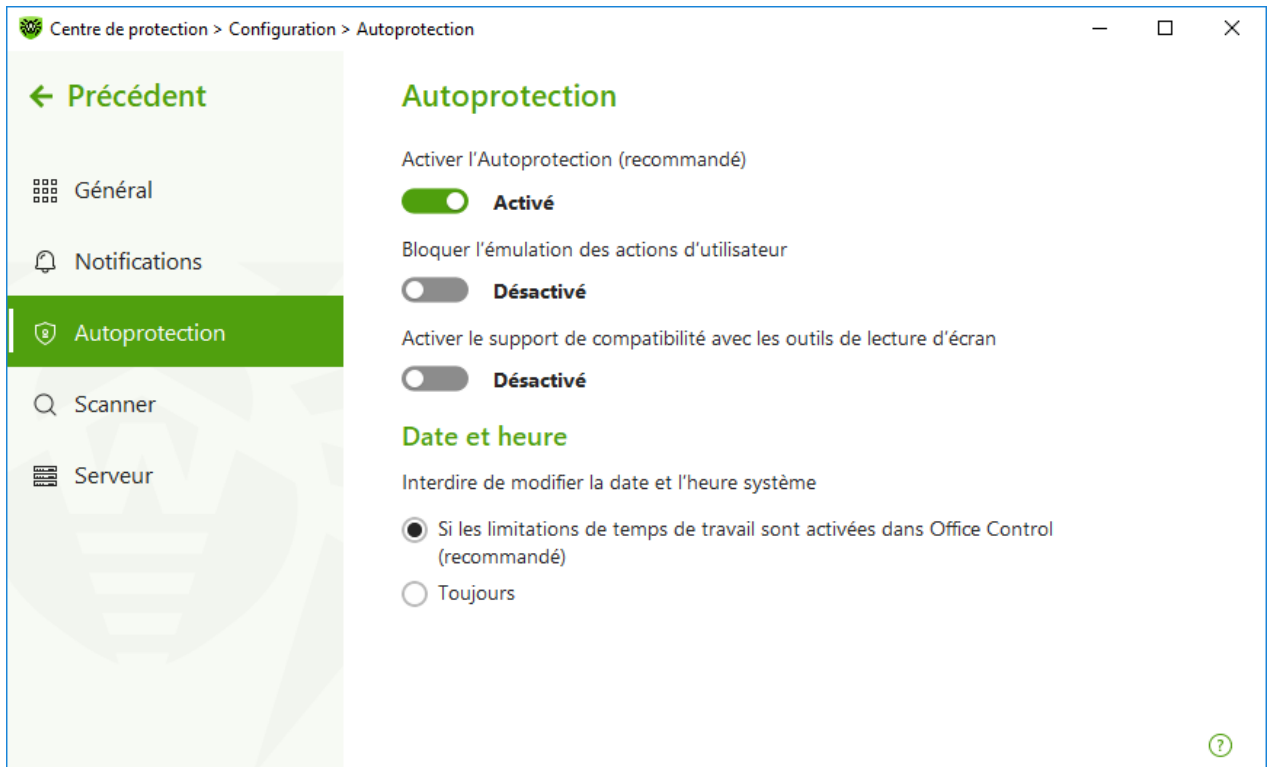 Centre de protection > Configuration > Autoprotection
Précédent
Général
Notifications
Autoprotection
Scanner
Serveur
Autoprotection
Activer l'Autoprotection (recommandé)
Activé
Bloquer l'émulation des actions d'utilisateur
Désactivé
Activer le support de compatibilité avec les outils de lecture d'écran
Désactivé
Date et heure
Interdire de modifier la date et l'heure système
Si les limitations de temps de travail sont activées dans Office Control
(recommandé)
Toujours
?